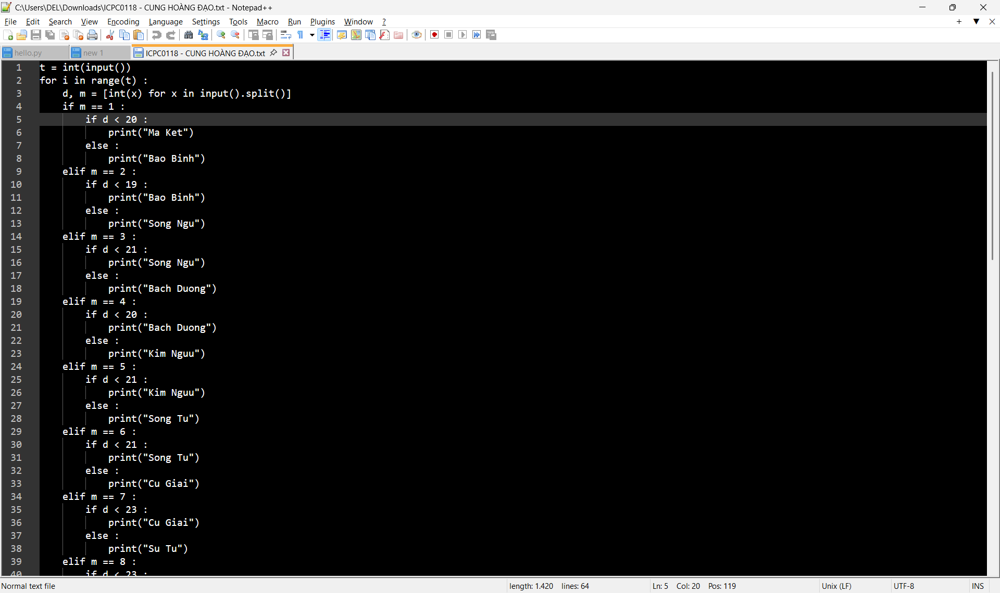 C:\Users\DEL\Downloads\ICPC0118 - CUNG HOÀNG ĐẠO.txt - Notepad++
File Edit Search View Encoding Language Settings Tools Macro Run Plugins Window ?
hello.py new 1 ICPC0118 - CUNG HOÀNG ĐẠO.txt
1 t = int(input())
2 for i in range(t) :
3 d, m = [int(x) for x in input().split()]
4 if m == 1 :
5 if d < 20 :
6 print("Ma Ket")
7 else :
8 print("Bao Binh")
9 elif m == 2 :
10 if d < 19 :
11 print("Bao Binh")
12 else :
13 print("Song Ngu")
14 elif m == 3 :
15 if d < 21 :
16 print("Song Ngu")
17 else :
18 print("Bach Duong")
19 elif m == 4 :
20 if d < 20 :
21 print("Bach Duong")
22 else :
23 print("Kim Nguu")
24 elif m == 5 :
25 if d < 21 :
26 print("Kim Nguu")
27 else :
28 print("Song Tu")
29 elif m == 6 :
30 if d < 21 :
31 print("Song Tu")
32 else :
33 print("Cu Giai")
34 elif m == 7 :
35 if d < 23 :
36 print("Cu Giai")
37 else :
38 print("Su Tu")
39 elif m == 8 :
40 if d < 23 :
Normal text file length: 1.420 lines: 64 Ln: 5 Col: 20 Pos: 119 Unix (LF) UTF-8 INS